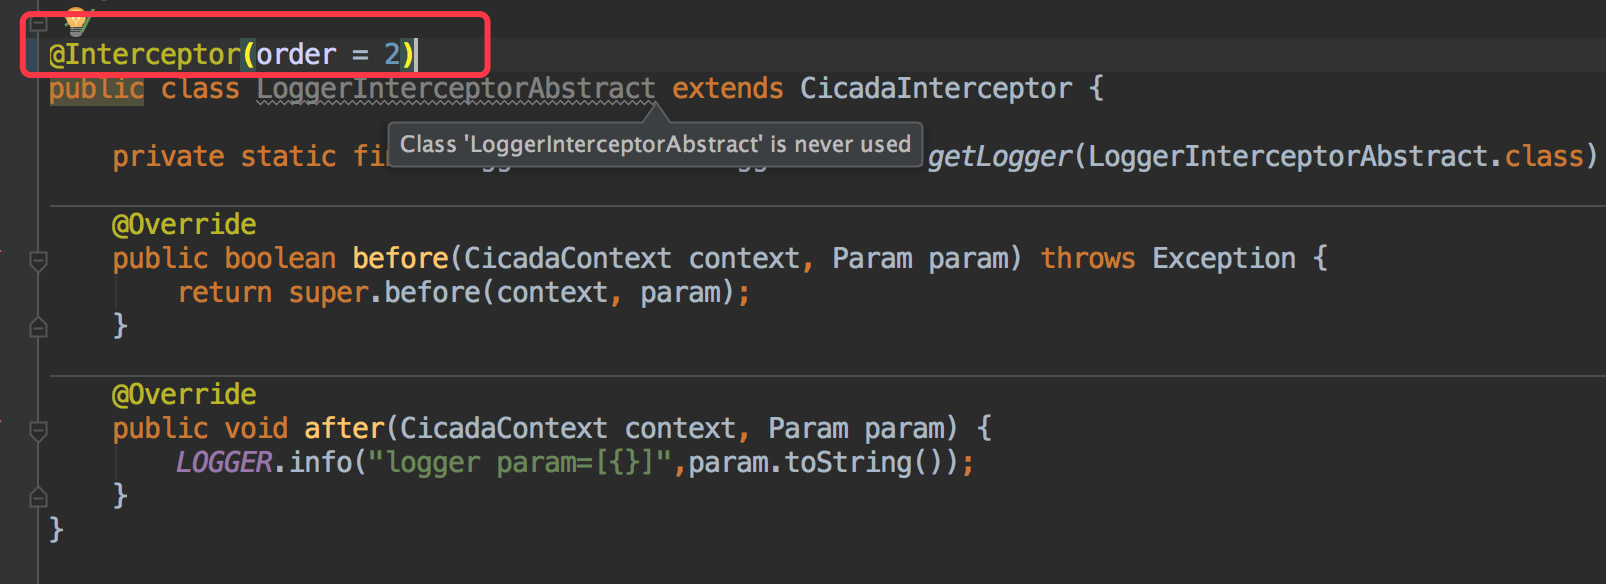 @Interceptor(order = 2)
public class LoggerInterceptorAbstract extends CicadaInterceptor {
Class 'LoggerInterceptorAbstract' is never used
private static getLogger(LoggerInterceptorAbstract.class)
@Override
public boolean before(CicadaContext context, Param param) throws Exception {
return super.before(context, param);
}
@Override
public void after(CicadaContext context, Param param) {
LOGGER.info("logger param=[{}]",param.toString());
}
}